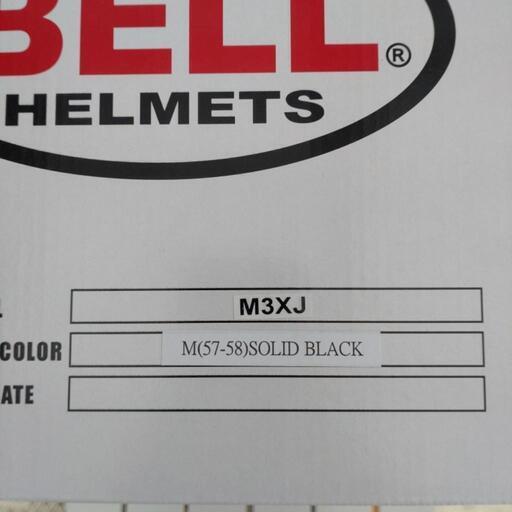 BELL®
HELMETS
M3XJ
COLOR M(57-58)SOLID BLACK
ATE